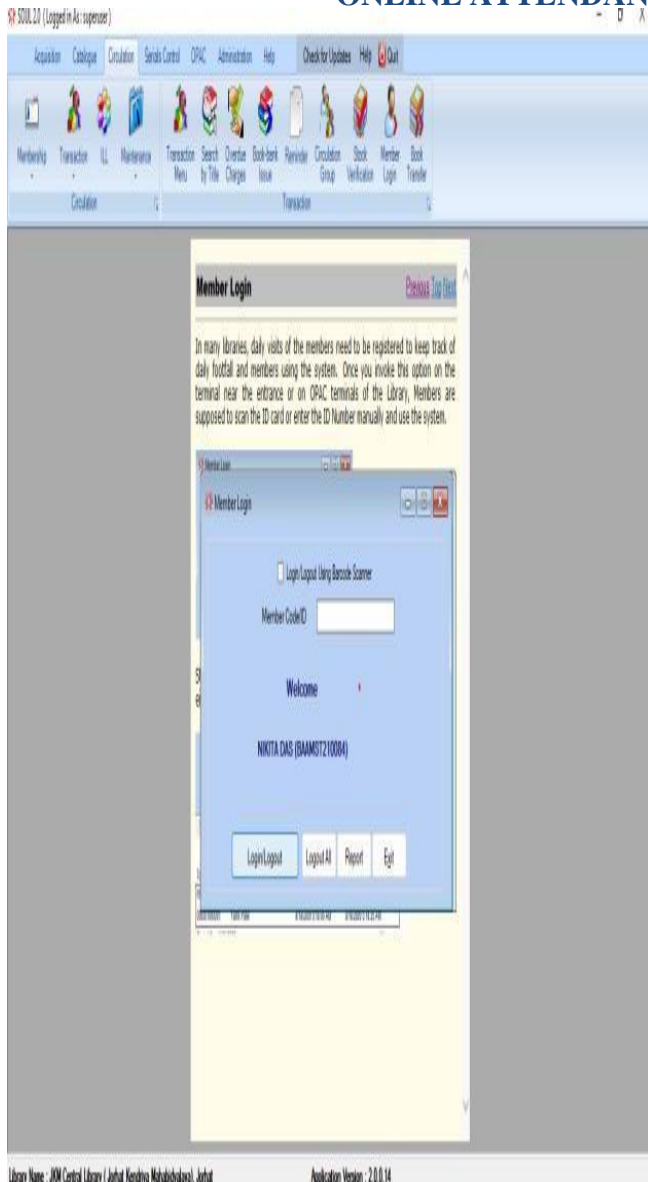 ONLINE ATTENDAN
SOUL 2.0 (Logged in As : superuser)
Acquisition Catalogue Circulation Serials Control OPAC Administration Help Check for Updates Help Quit
Membership Transaction ILL Maintenance Transaction Menu Search by Title Overdue Charges Book-bank Issue Reminder Circulation Group Stock Verification Member Login Book Transfer
Circulation Transaction
Member Login Previous Top Next
In many libraries, daily visits of the members need to be registered to keep track of
daily footfall and members using the system. Once you invoke this option on the
terminal near the entrance or on OPAC terminals of the Library, Members are
supposed to scan the ID card or enter the ID Number manually and use the system.
Member Login
Member Login
Login/Logout Using Barcode Scanner
Member Code/ID
Welcome
NIKITA DAS (BAAMST210084)
Login/Logout Logout All Report Exit
Library Name : JKM Central Library ( Jorhat Kendriya Mahabidyalaya), Jorhat Application Version : 2.0.0.14